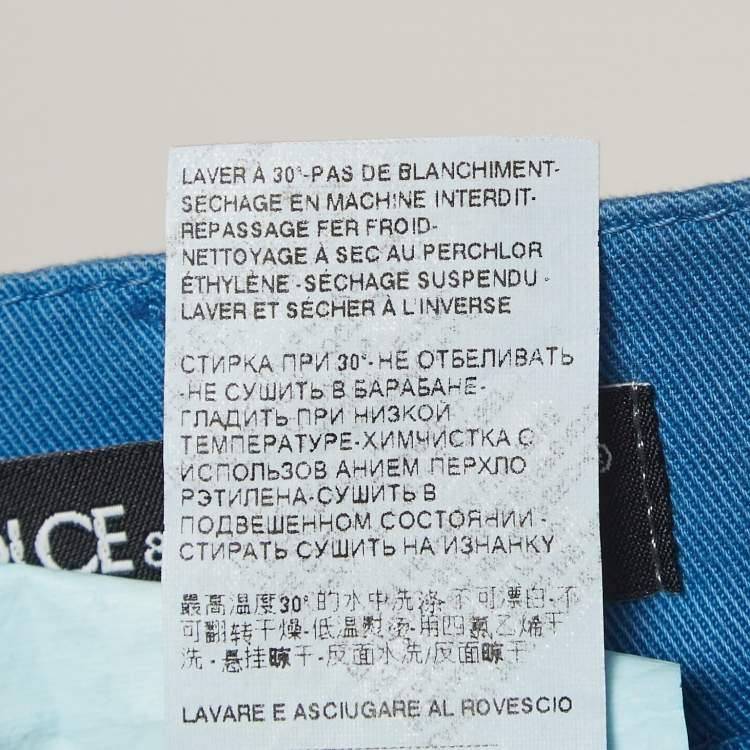 LAVER À 30°-PAS DE BLANCHIMENT-
SECHAGE EN MACHINE INTERDIT-
REPASSAGE FER FROID-
NETTOYAGE À SEC AU PERCHLOR
ÉTHYLÈNE-SÉCHAGE SUSPENDU-
LAVER ET SÉCHER À L'INVERSE
СТИРКА ПРИ 30°-НЕ ОТБЕЛИВАТЬ
-НЕ СУШИТЬ В БАРАБАНЕ-
ГЛАДИТЬ ПРИ НИЗКОЙ
ТЕМПЕРАТУРЕ-ХИМЧИСТКА С
ИСПОЛЬЗОВ АНИЕМ ПЕРХЛО
РЭТИЛЕНА-СУШИТЬ В
ПОДВЕШЕННОМ СОСТОЯНИИ-
СТИРАТЬ СУШИТЬ НА ИЗНАНКУ
DOLCE &
最高温度30°的水中洗涤-不可漂白-不
可翻转干燥-低温熨烫-用四氯乙烯干
洗-悬挂晾干-反面水洗/反面晾干
LAVARE E ASCIUGARE AL ROVESCIO